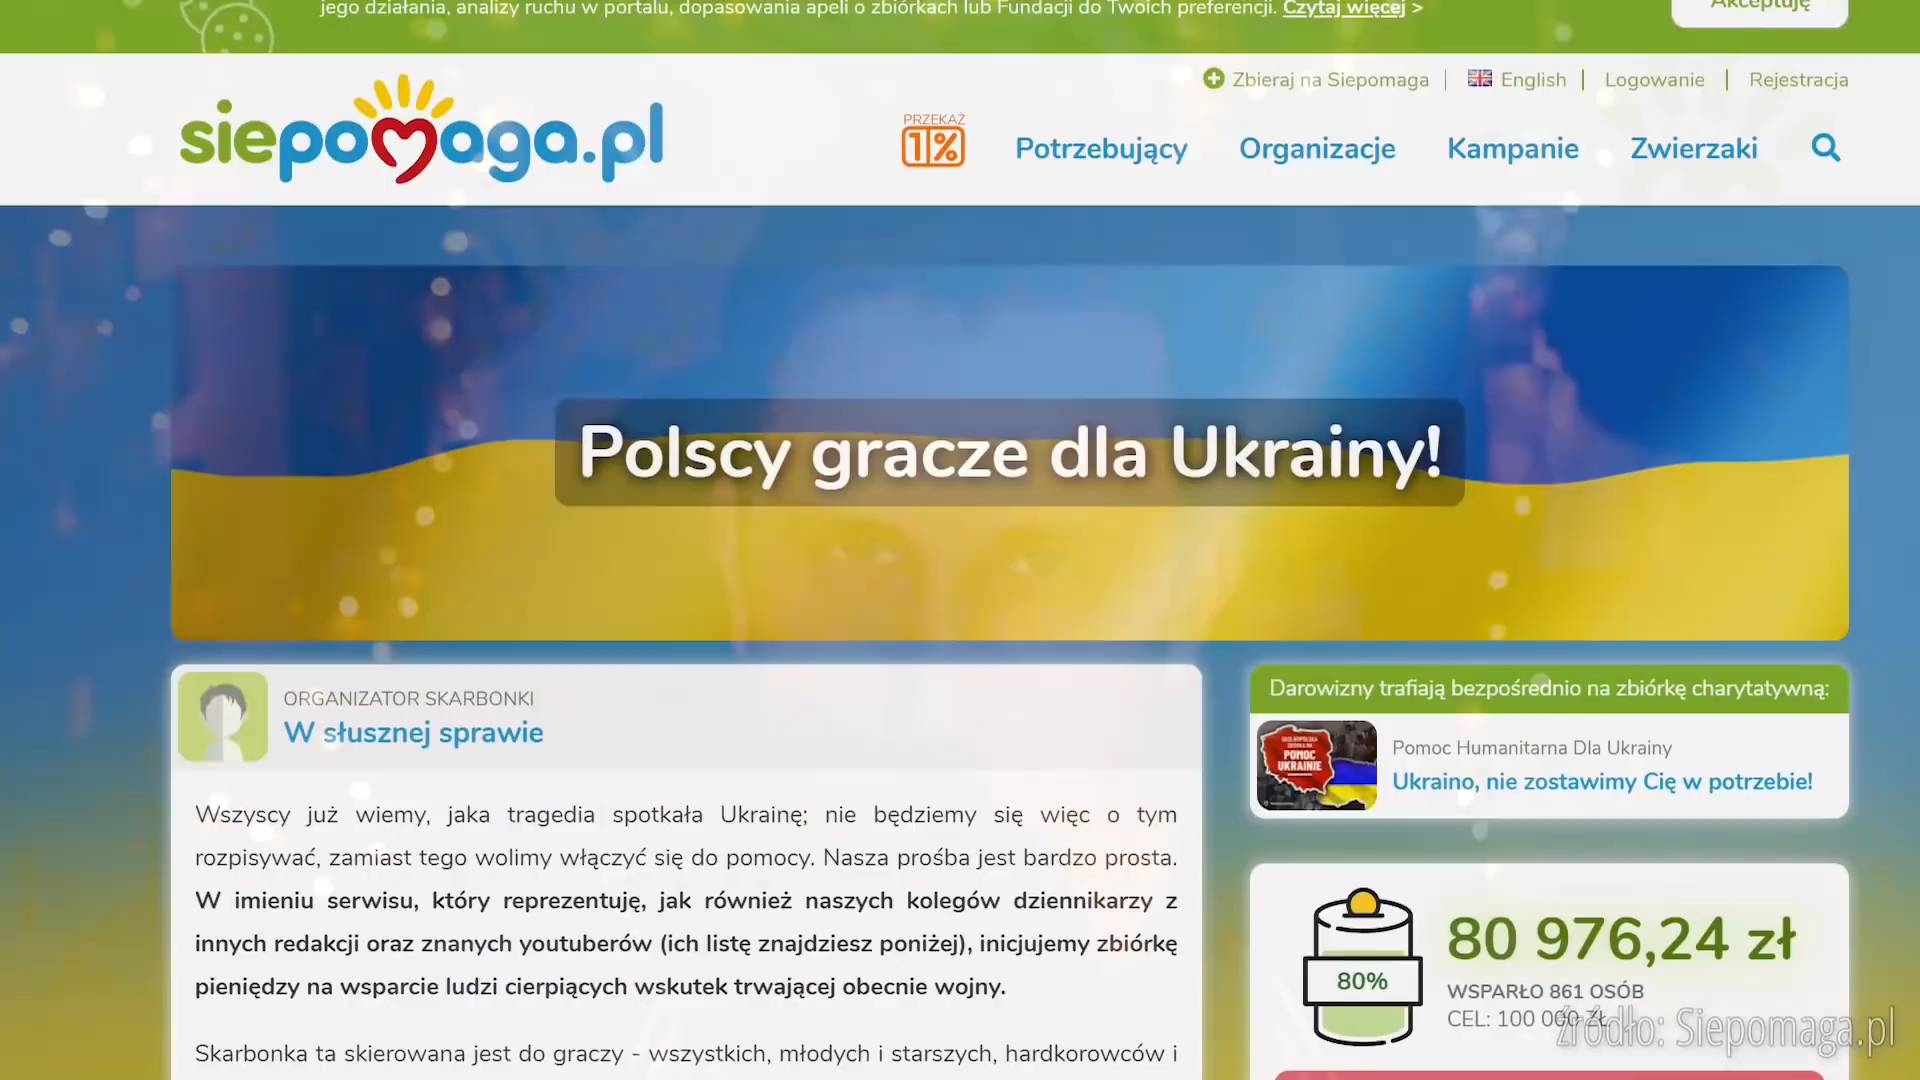 jego działania, analizy ruchu w portalu, dopasowania apeli o zbiórkach lub Fundacji do Twoich preferencji. Czytaj więcej >
Akceptuję
Zbieraj na Siepomaga | English | Logowanie | Rejestracja
siepomaga.pl
PRZEKAŻ
1%
Potrzebujący
Organizacje
Kampanie
Zwierzaki
Polscy gracze dla Ukrainy!
ORGANIZATOR SKARBONKI
W słusznej sprawie
Wszyscy już wiemy, jaka tragedia spotkała Ukrainę; nie będziemy się więc o tym
rozpisywać, zamiast tego wolimy włączyć się do pomocy. Nasza prośba jest bardzo prosta.
W imieniu serwisu, który reprezentuję, jak również naszych kolegów dziennikarzy z
innych redakcji oraz znanych youtuberów (ich listę znajdziesz poniżej), inicjujemy zbiórkę
pieniędzy na wsparcie ludzi cierpiących wskutek trwającej obecnie wojny.
Skarbonka ta skierowana jest do graczy - wszystkich, młodych i starszych, hardkorowców i
Darowizny trafiają bezpośrednio na zbiórkę charytatywną:
POMOC
UKRAINIE
Pomoc Humanitarna Dla Ukrainy
Ukraino, nie zostawimy Cię w potrzebie!
80%
80 976,24 zł
WSPARŁO 861 OSÓB
CEL: 100 000 ZŁ
źródło: Siepomaga.pl